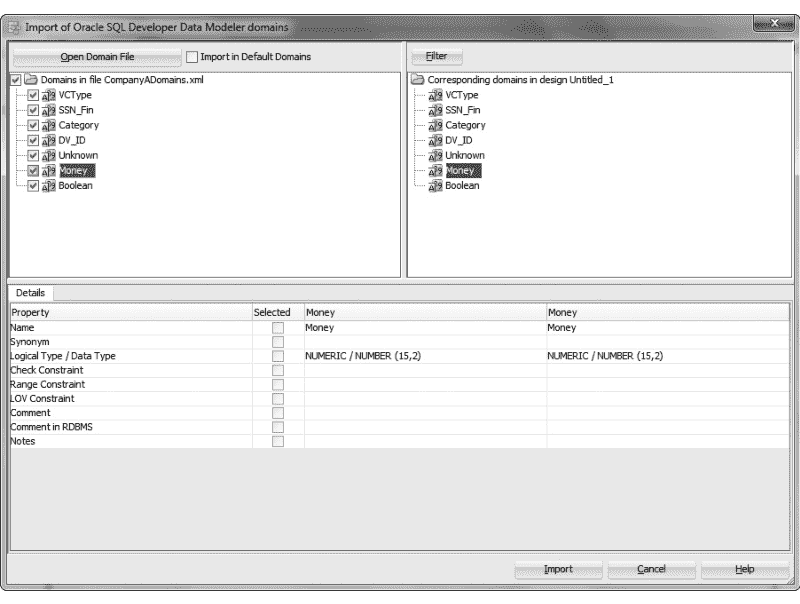 Import of Oracle SQL Developer Data Modeler domains
Open Domain File
Import in Default Domains
Filter
Domains in file CompanyADomains.xml
VCType
SSN_Fin
Category
DV_ID
Unknown
Money
Boolean
Corresponding domains in design Untitled_1
VCType
SSN_Fin
Category
DV_ID
Unknown
Money
Boolean
Details
Property Selected Money Money
Name Money Money
Synonym
Logical Type / Data Type NUMERIC / NUMBER (15,2) NUMERIC / NUMBER (15,2)
Check Constraint
Range Constraint
LOV Constraint
Comment
Comment in RDBMS
Notes
Import Cancel Help